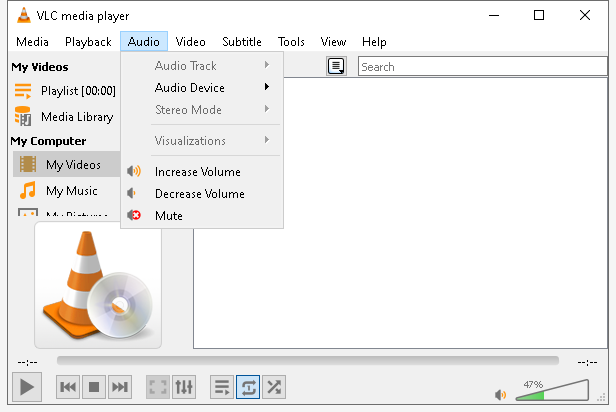 VLC media player
Media Playback Audio Video Subtitle Tools View Help
My Videos
Playlist [00:00]
Media Library
My Computer
My Videos
My Music
My Pictures
Audio Track
Audio Device
Stereo Mode
Visualizations
Increase Volume
Decrease Volume
Mute
Search
--:-- --:--
47%